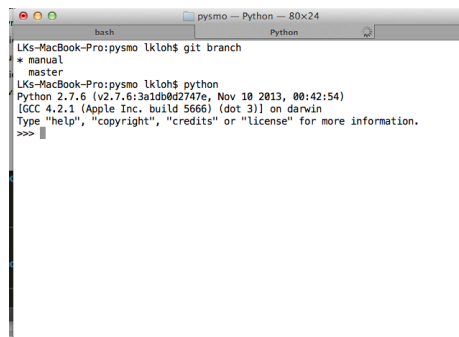 pysmo — Python — 80×24
bash
Python
LKs-MacBook-Pro:pysmo lkloh$ git branch
* manual
  master
LKs-MacBook-Pro:pysmo lkloh$ python
Python 2.7.6 (v2.7.6:3a1db0d2747e, Nov 10 2013, 00:42:54)
[GCC 4.2.1 (Apple Inc. build 5666) (dot 3)] on darwin
Type "help", "copyright", "credits" or "license" for more information.
>>>